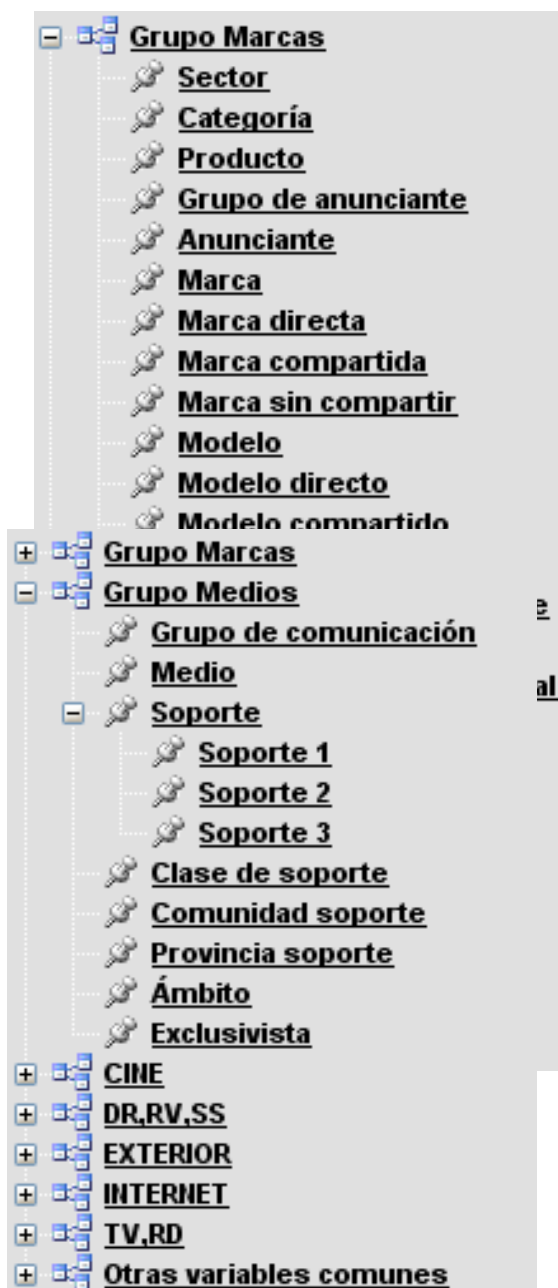 Grupo Marcas
Sector
Categoría
Producto
Grupo de anunciante
Anunciante
Marca
Marca directa
Marca compartida
Marca sin compartir
Modelo
Modelo directo
Modelo compartido
Grupo Marcas
Grupo Medios
Grupo de comunicación
Medio
Soporte
Soporte 1
Soporte 2
Soporte 3
Clase de soporte
Comunidad soporte
Provincia soporte
Ámbito
Exclusivista
CINE
DR,RV,SS
EXTERIOR
INTERNET
TV,RD
Otras variables comunes